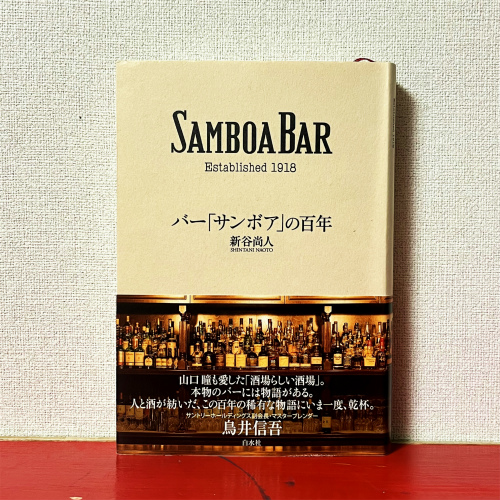 SAMBOA BAR
Established 1918
バー「サンボア」の百年
新谷尚人
SHINTANI NAOTO
山口瞳も愛した「酒場らしい酒場」。
本物のバーには物語がある。
人と酒が紡いだ、この百年の稀有な物語にいま一度、乾杯。
サントリーホールディングス副会長・マスターブレンダー
鳥井信吾
白水社